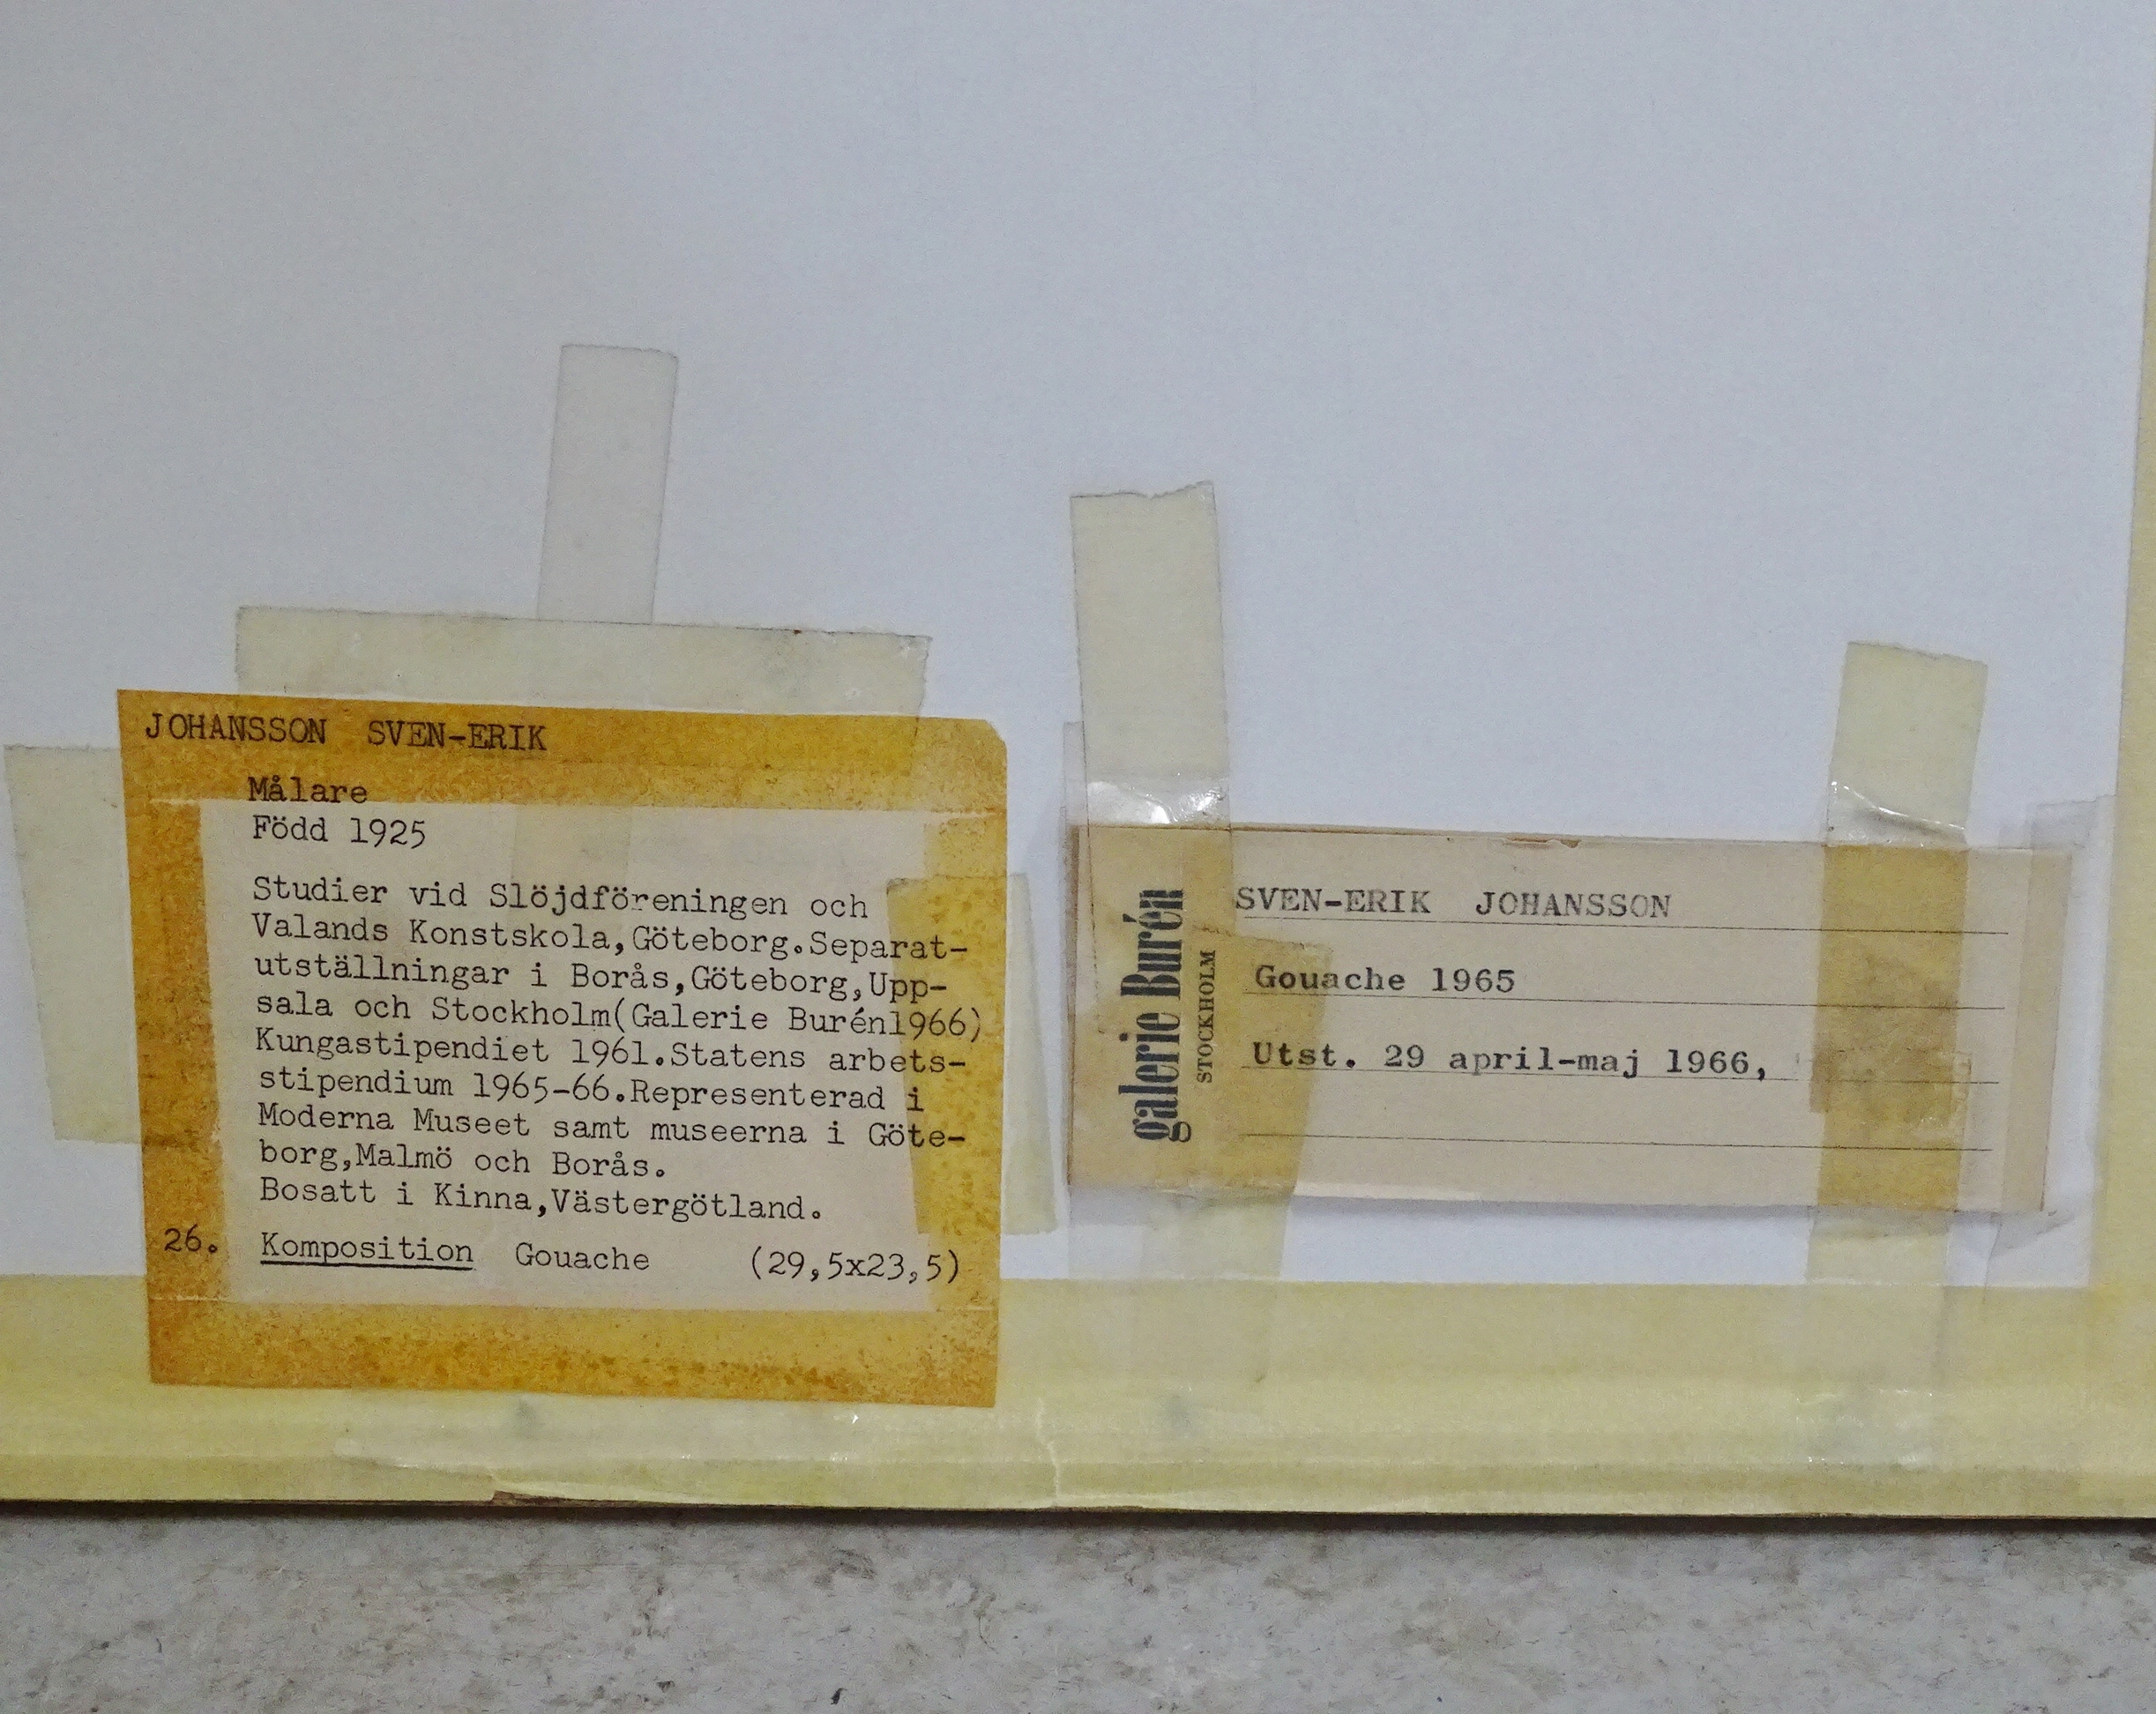 JOHANSSON SVEN-ERIK
Målare
Född 1925
Studier vid Slöjdföreningen och
Valands Konstskola,Göteborg.Separat-
utställningar i Borås,Göteborg,Upp-
sala och Stockholm(Galerie Burén1966)
Kungastipendiet 1961.Statens arbets-
stipendium 1965-66.Representerad i
Moderna Museet samt museerna i Göte-
borg,Malmö och Borås.
Bosatt i Kinna,Västergötland.
26. Komposition Gouache (29,5x23,5)
galerie Burén
STOCKHOLM
SVEN-ERIK JOHANSSON
Gouache 1965
Utst. 29 april-maj 1966,